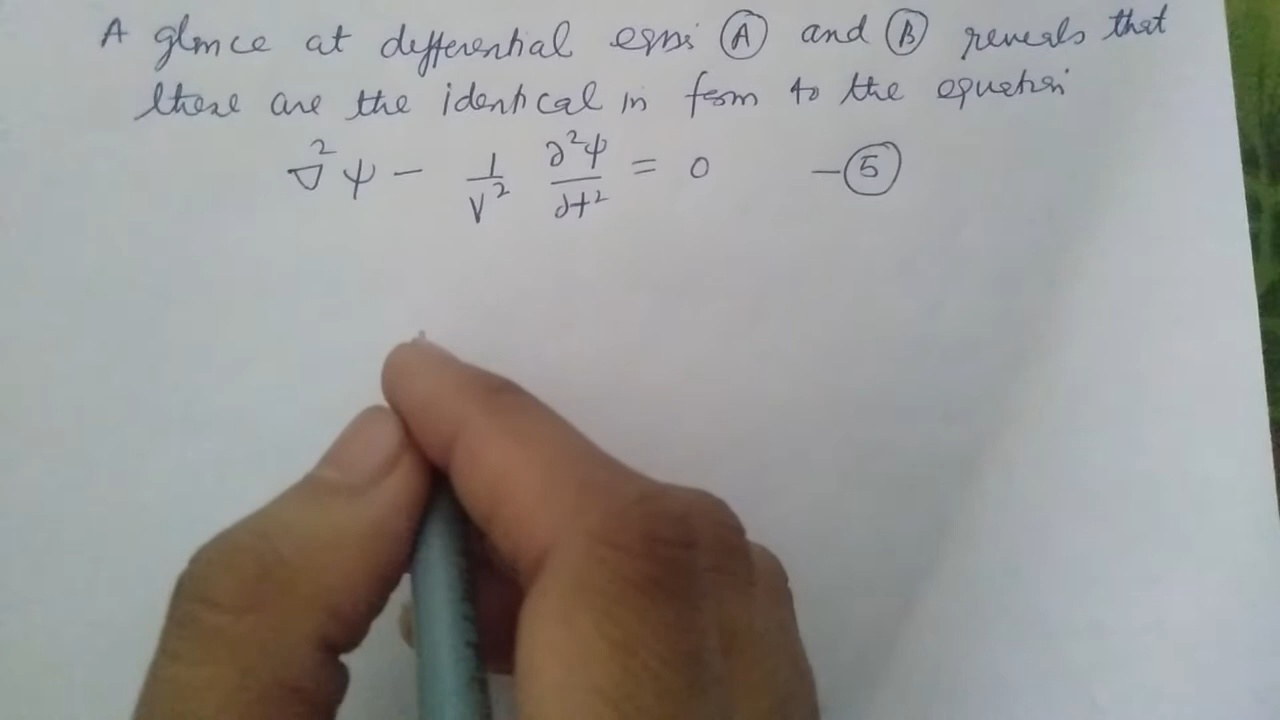 A glance at differential eqns Ⓐ and Ⓑ reveals that
these are the identical in form to the equation
∇²ψ - 1/V² ∂²ψ/∂t² = 0 -⑤